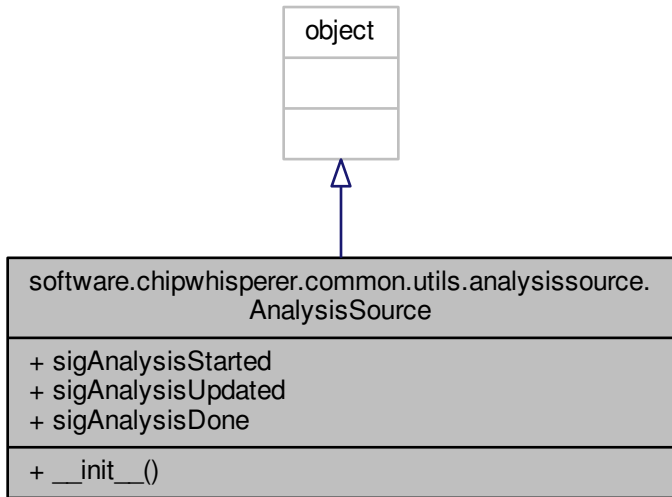 object
software.chipwhisperer.common.utils.analysissource.
AnalysisSource
+ sigAnalysisStarted
+ sigAnalysisUpdated
+ sigAnalysisDone
+ __init__()